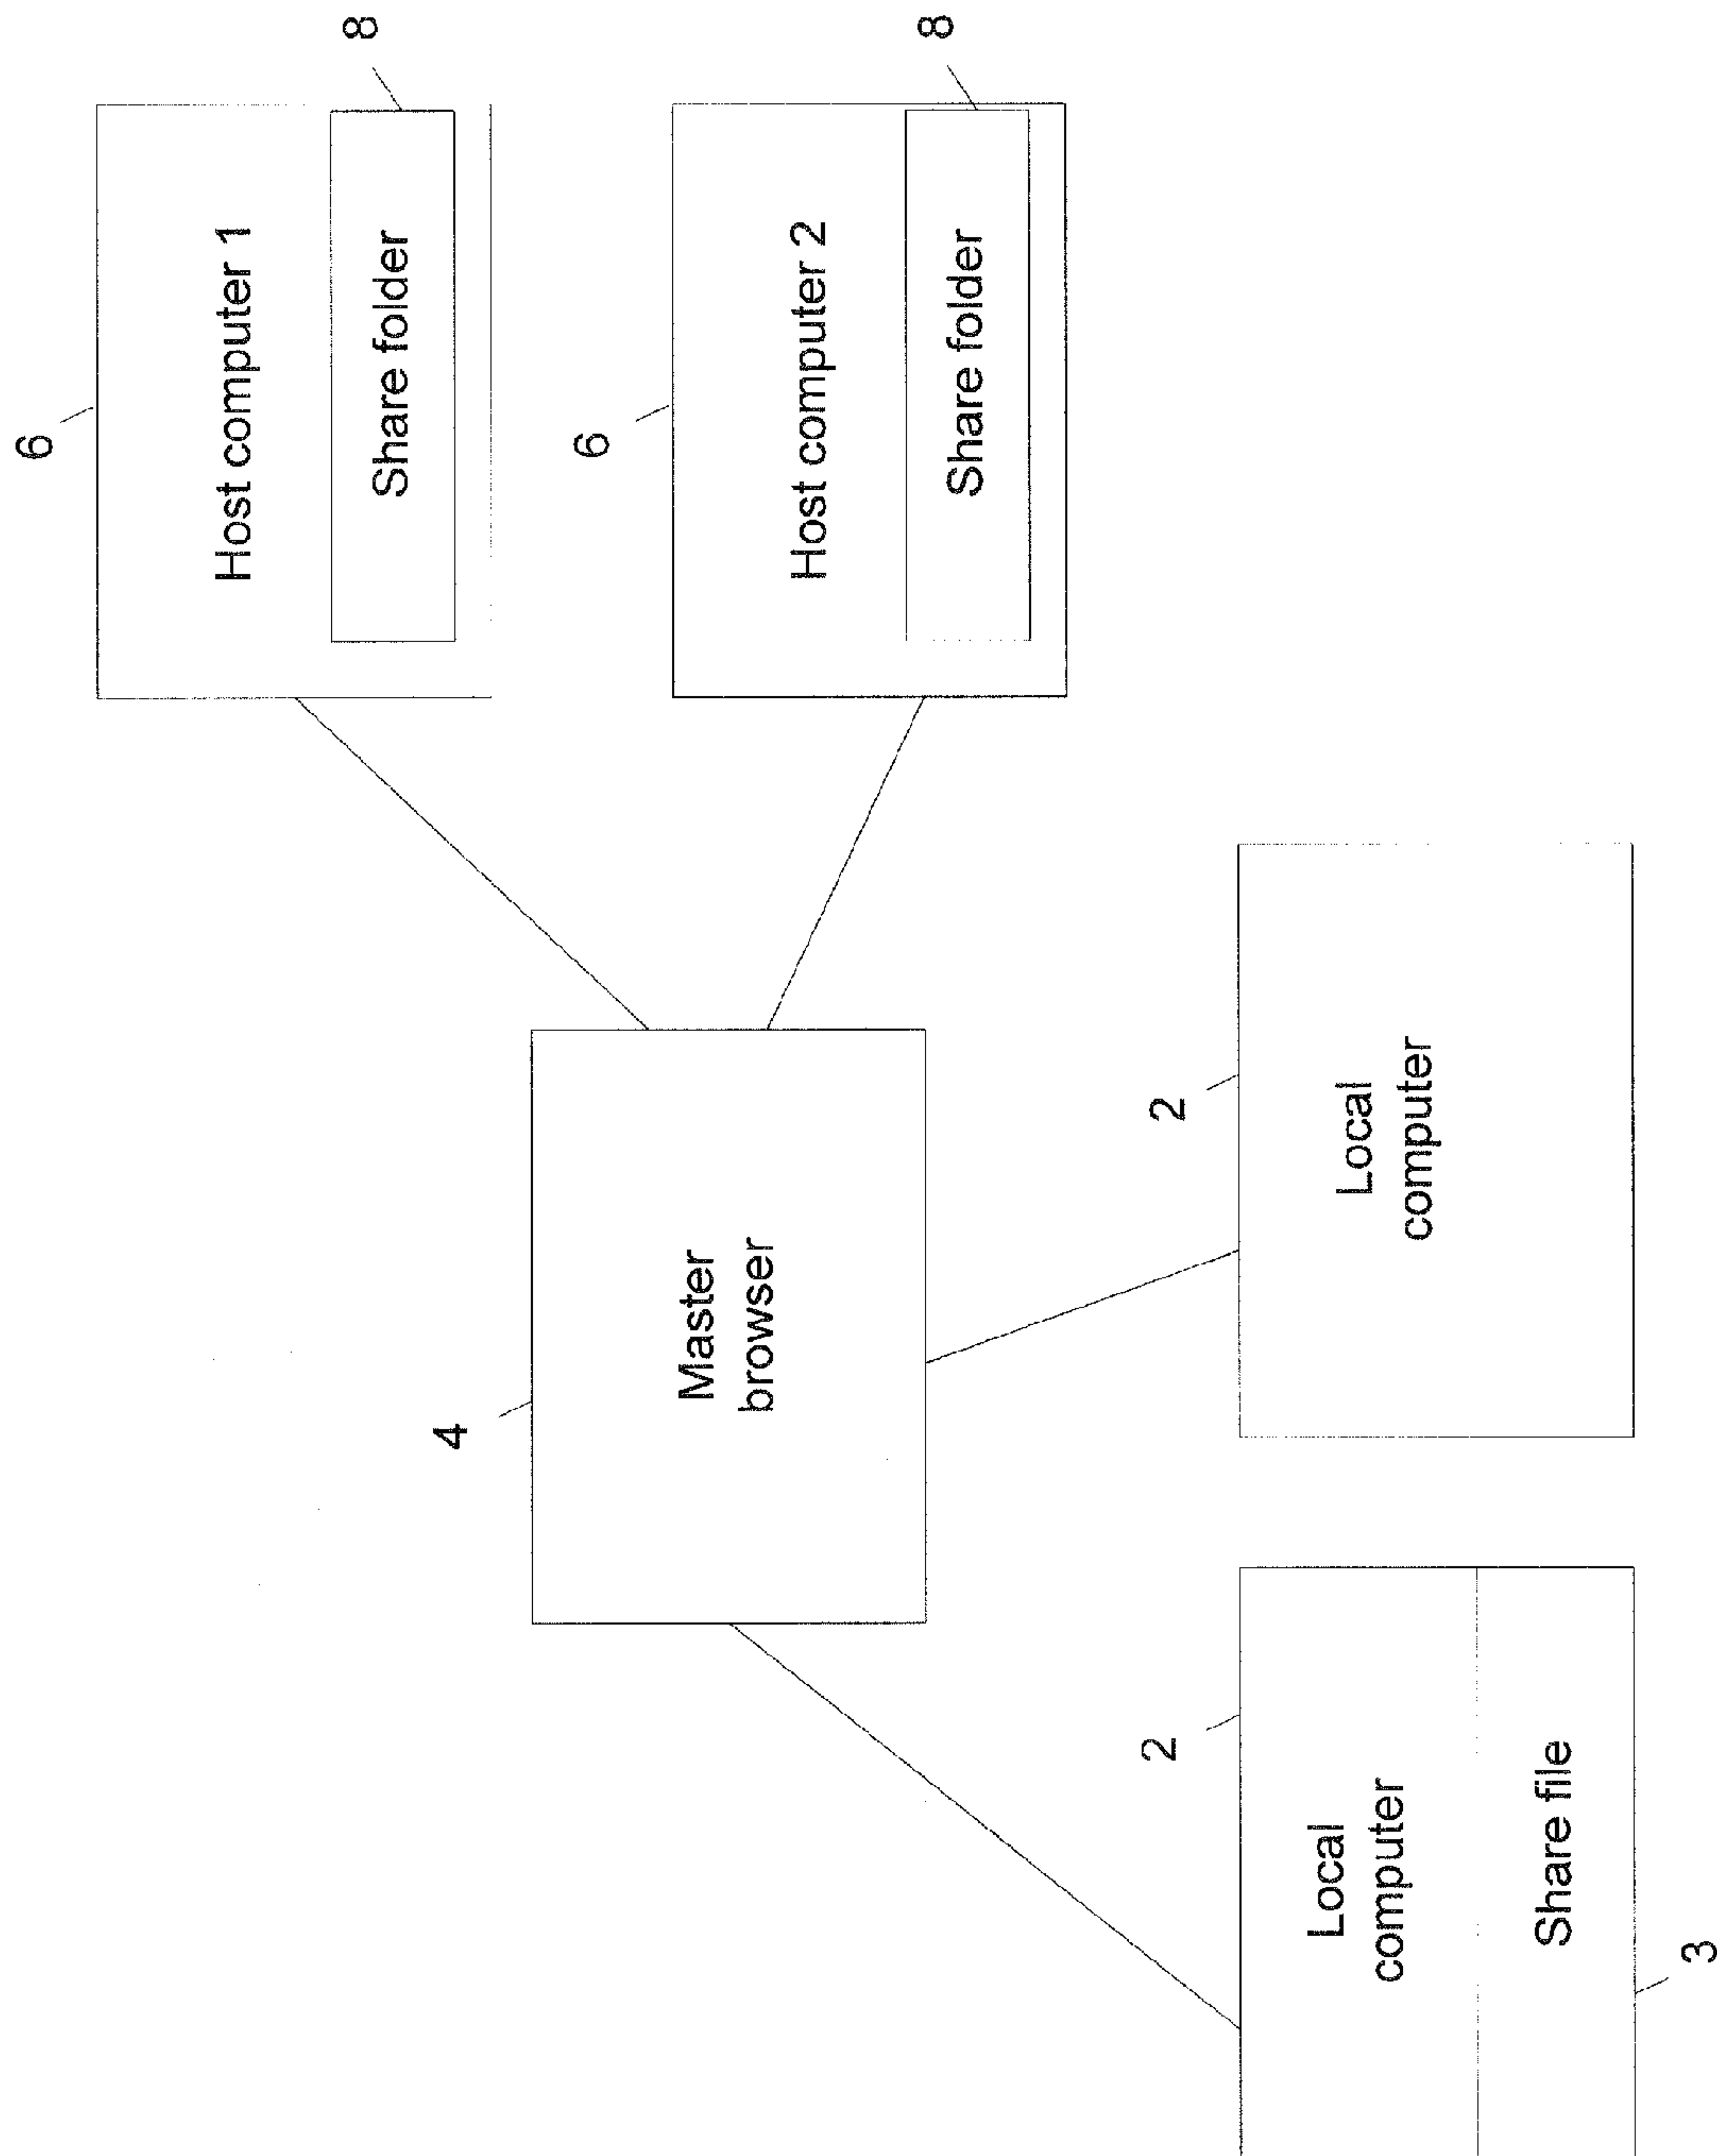 6
Host computer 1
Share folder
8
6
Host computer 2
Share folder
8
4
Master
browser
2
Local
computer
2
Local
computer
Share file
3